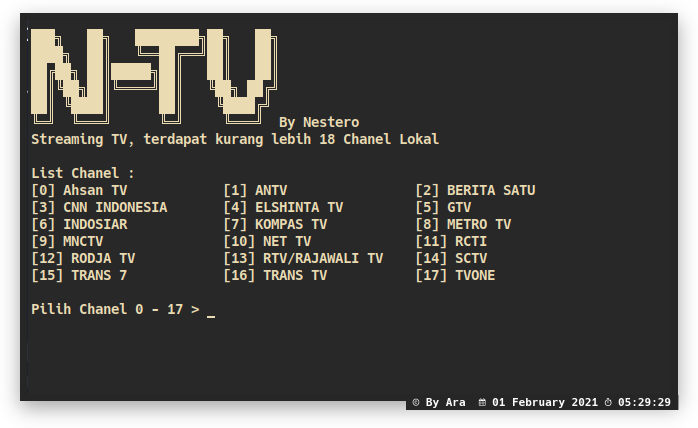 N-TV
By Nestero
Streaming TV, terdapat kurang lebih 18 Chanel Lokal
List Chanel :
[0] Ahsan TV [1] ANTV [2] BERITA SATU
[3] CNN INDONESIA [4] ELSHINTA TV [5] GTV
[6] INDOSIAR [7] KOMPAS TV [8] METRO TV
[9] MNCTV [10] NET TV [11] RCTI
[12] RODJA TV [13] RTV/RAJAWALI TV [14] SCTV
[15] TRANS 7 [16] TRANS TV [17] TVONE
Pilih Chanel 0 - 17 > _
© By Ara 01 February 2021 05:29:29